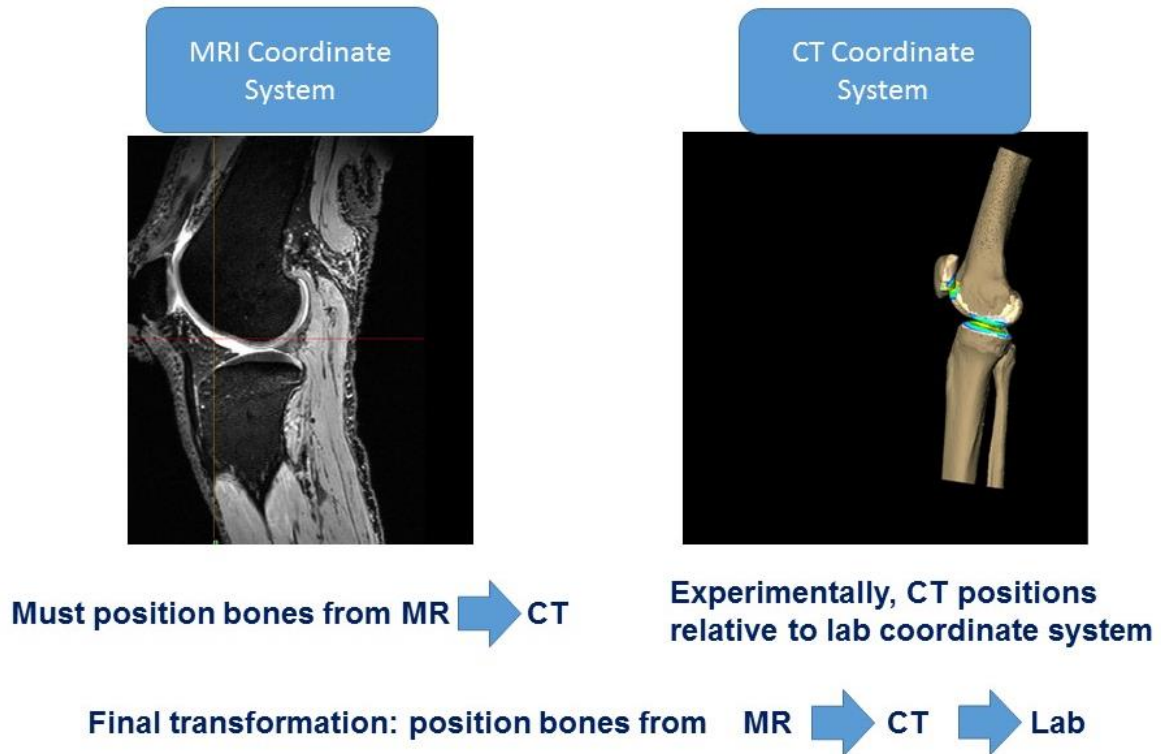 MRI Coordinate
System
CT Coordinate
System
Must position bones from MR CT
Experimentally, CT positions
relative to lab coordinate system
Final transformation: position bones from MR CT Lab